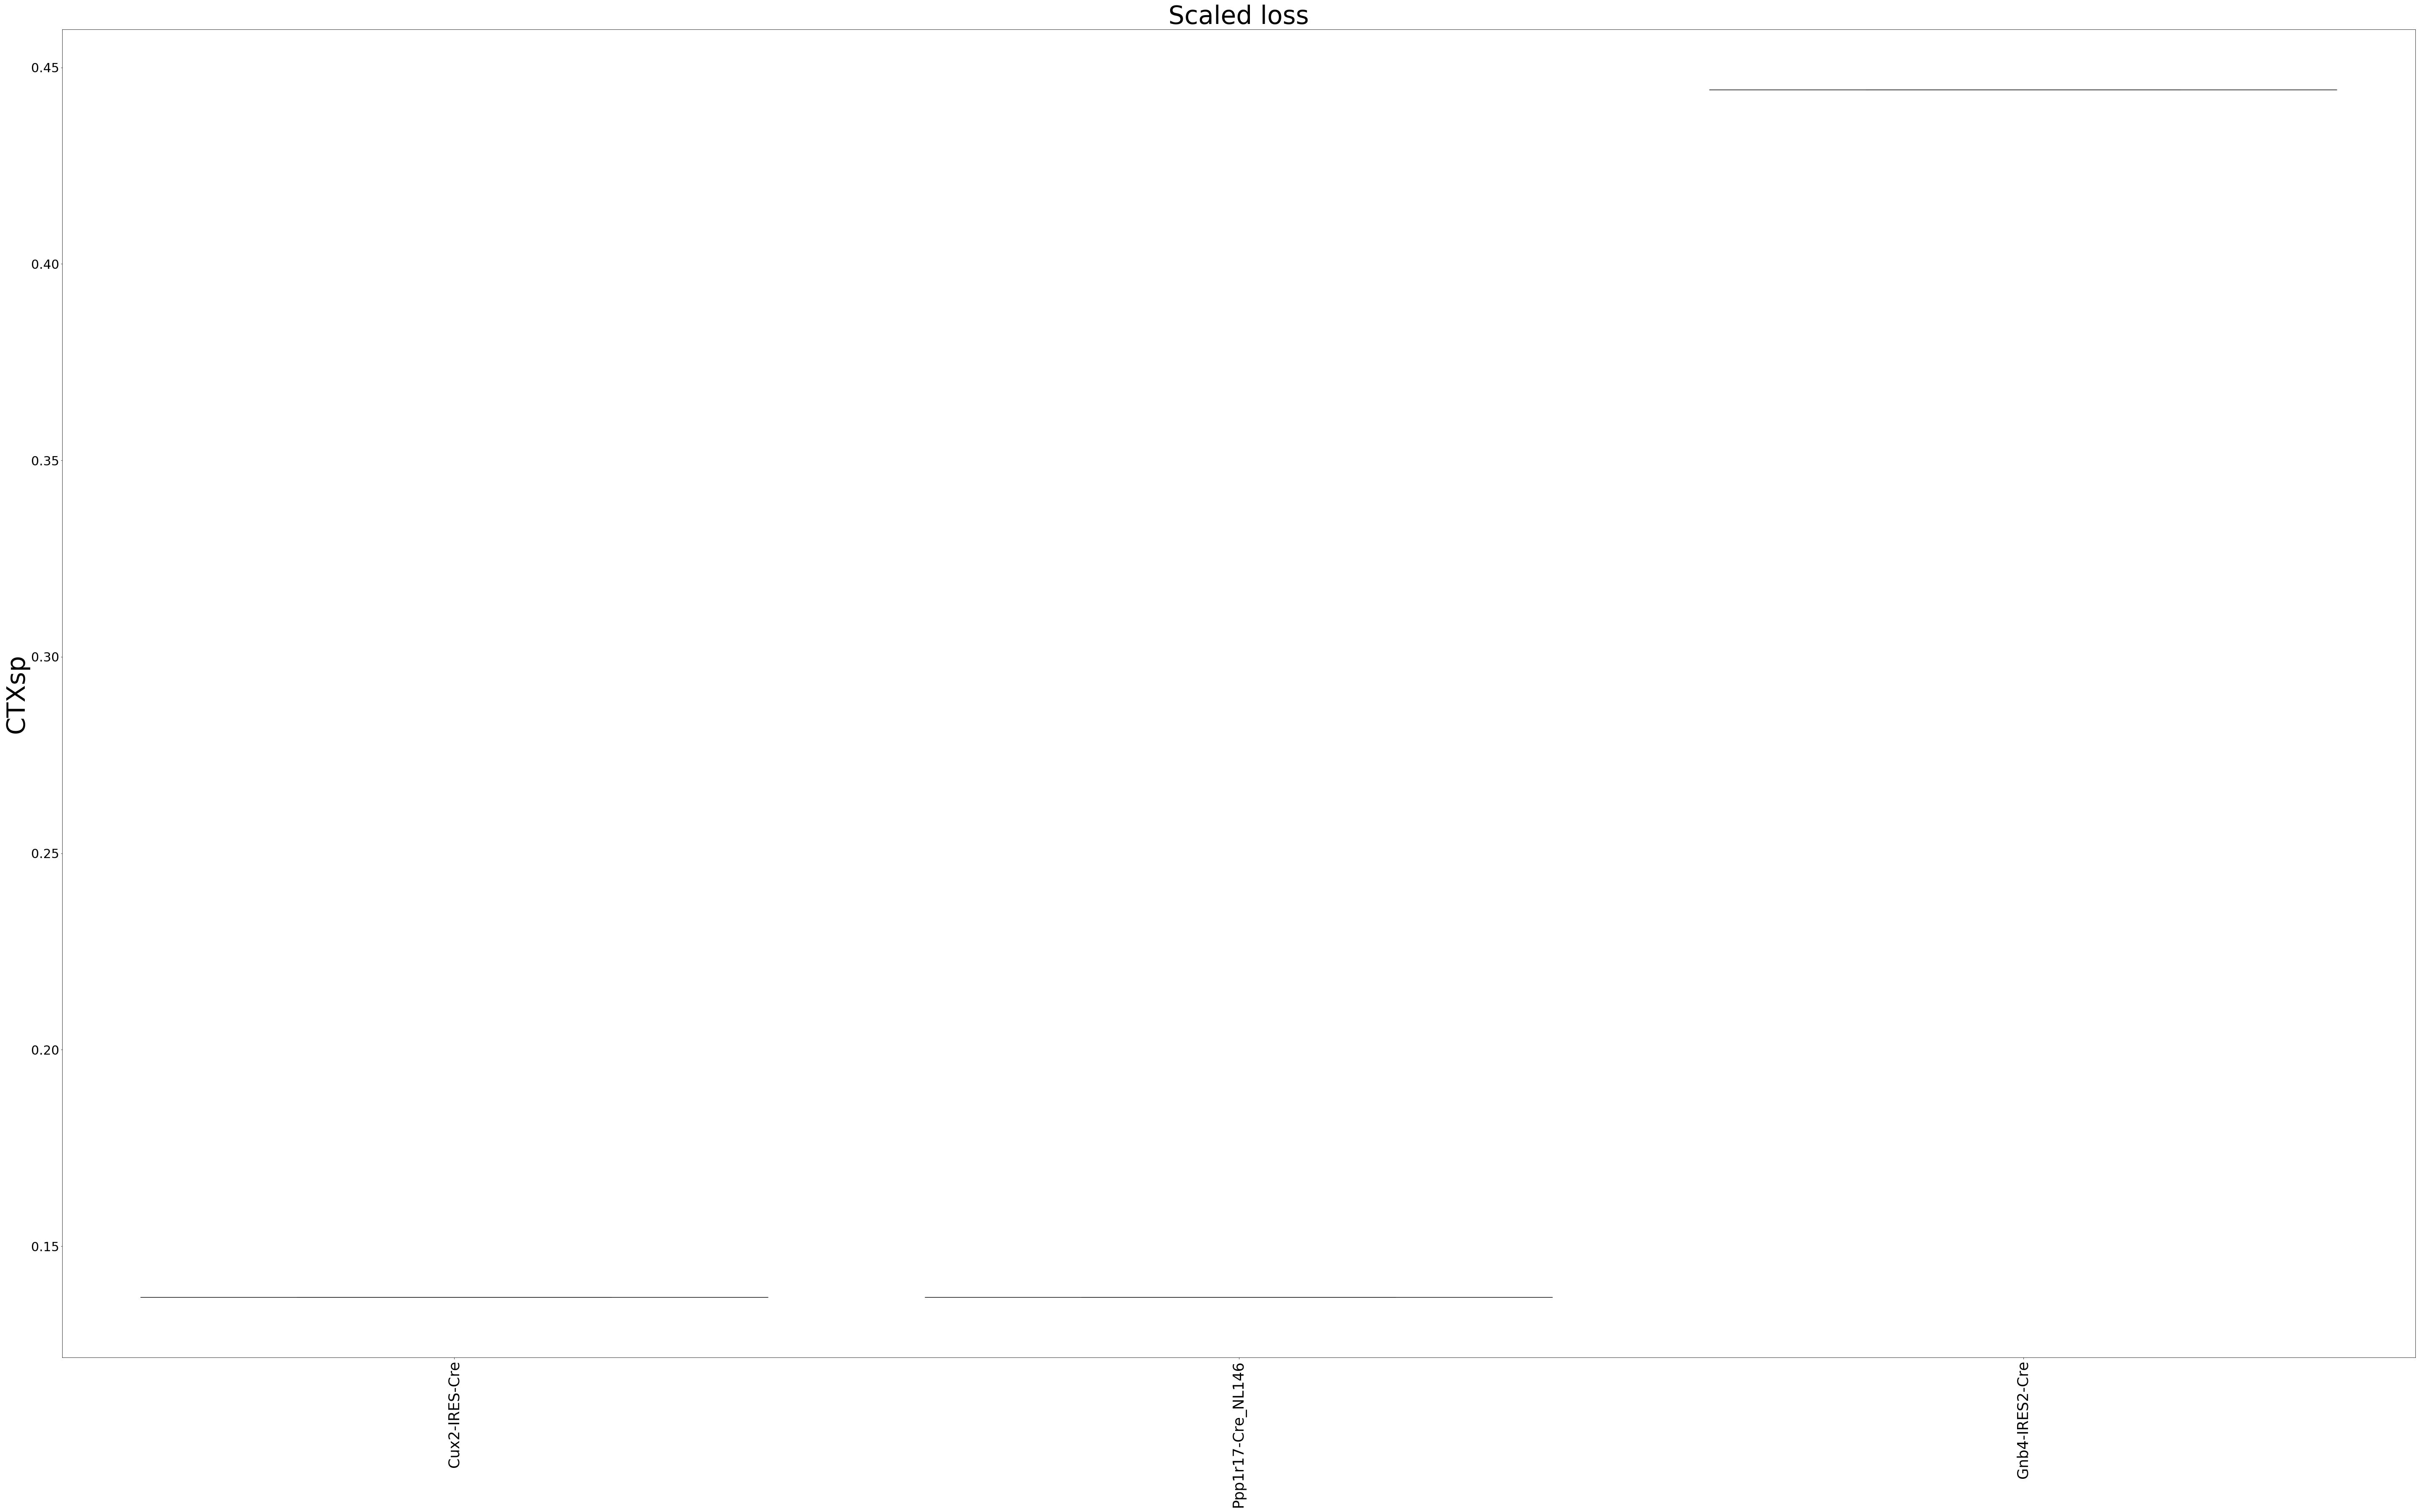 Scaled loss
CTXsp
0.45
0.40
0.35
0.30
0.25
0.20
0.15
Cux2-IRES-Cre
Ppp1r17-Cre_NL146
Gnb4-IRES2-Cre